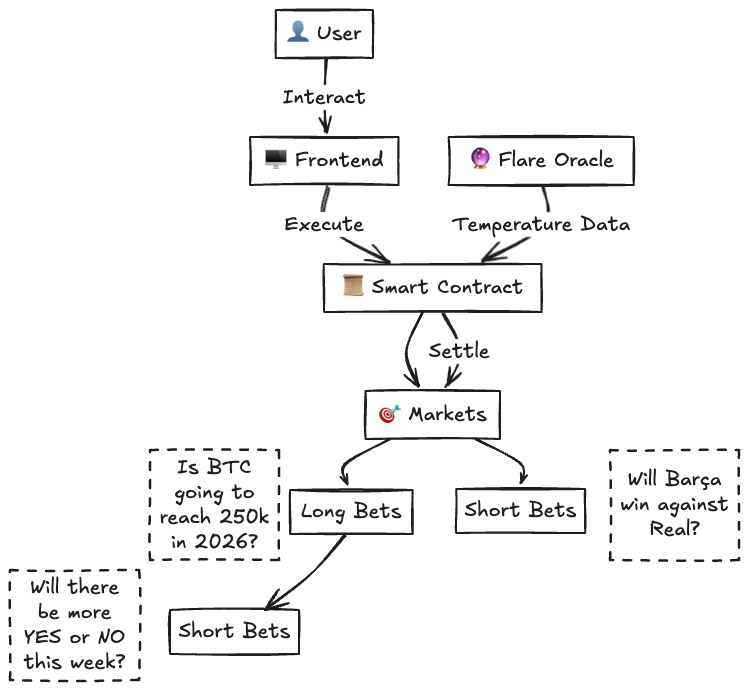 User
Interact
Frontend
Flare Oracle
Execute
Temperature Data
Smart Contract
Settle
Markets
Is BTC
going to
reach 250k
in 2026?
Long Bets
Short Bets
Will Barça
win against
Real?
Will there
be more
YES or NO
this week?
Short Bets